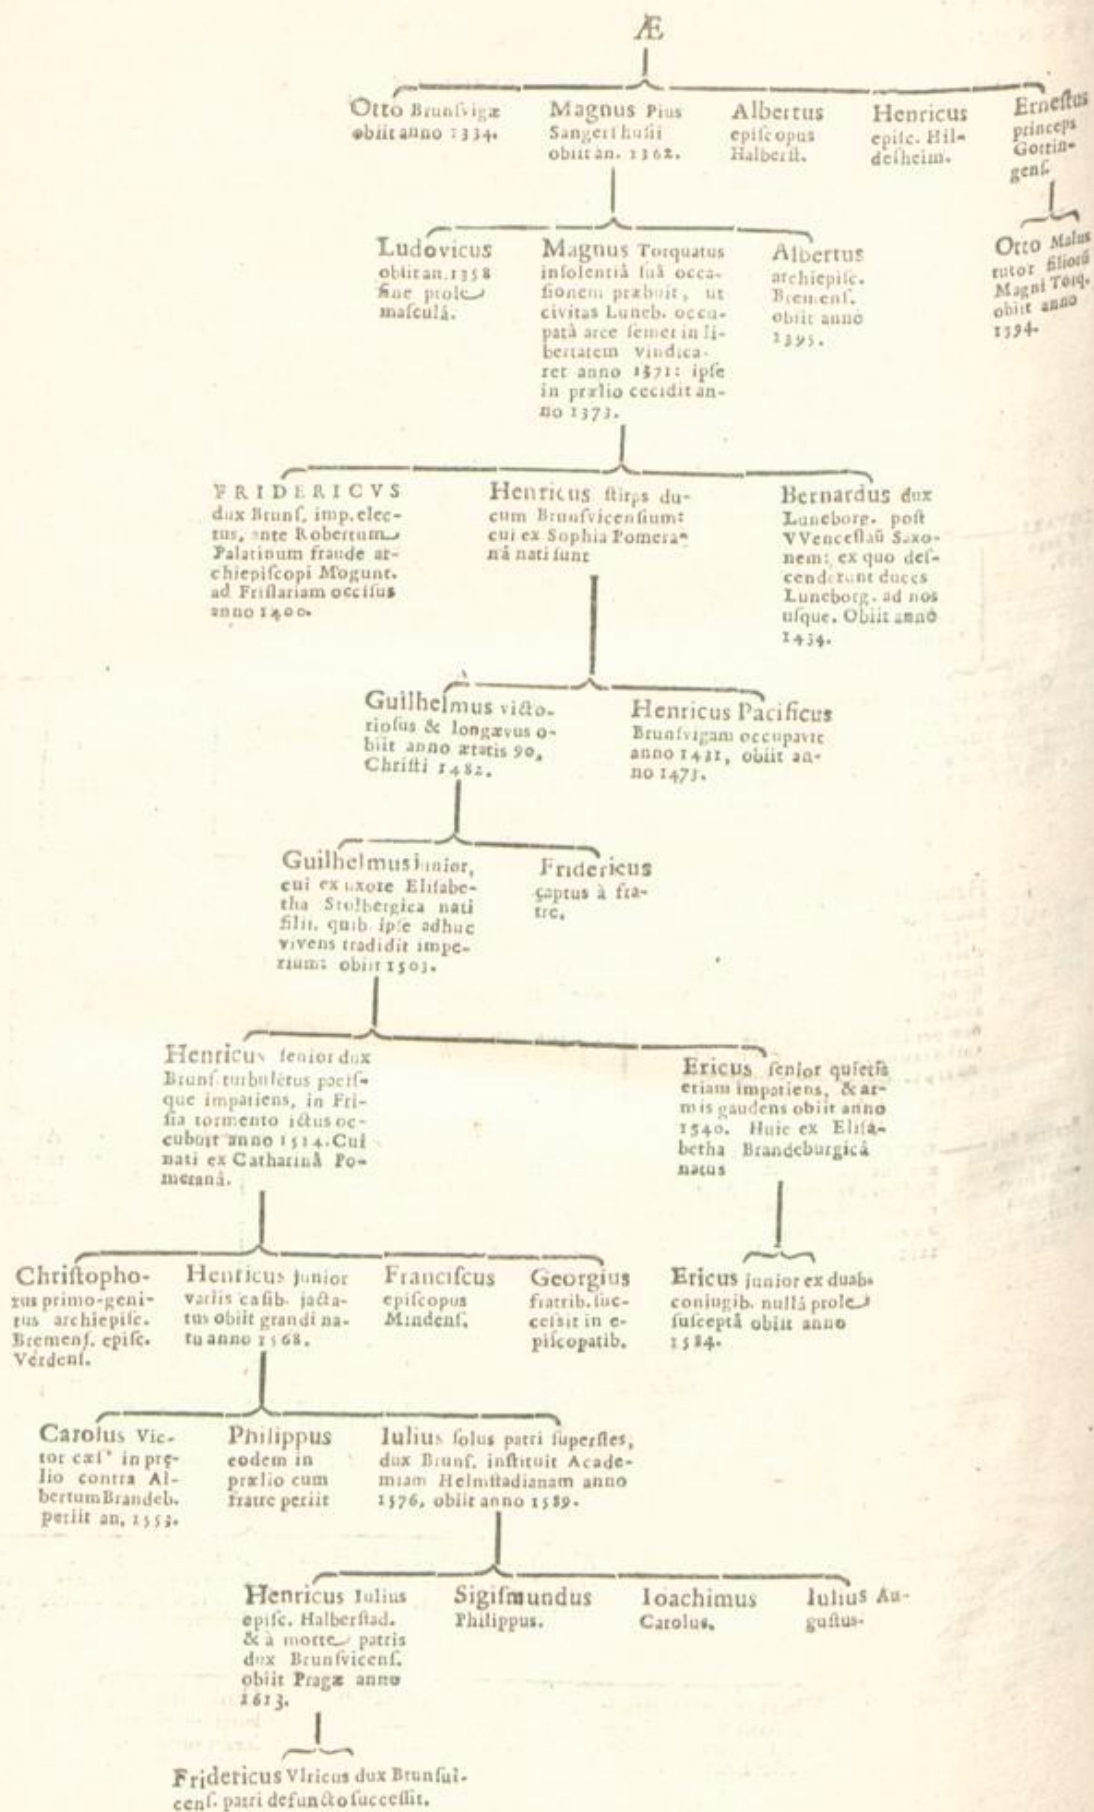 Æ
Otto Brunſvigæ
obiit anno 1334.
Magnus Pius
Sangerſhuſii
obiit an. 1362.
Albertus
epiſcopus
Halberſt.
Henricus
epiſc. Hil-
deſheim.
Erneſtus
princeps
Gottin-
genſ.
Ludovicus
obiit an. 1358
ſine prole
maſculâ.
Magnus Torquatus
inſolentiâ ſuâ occa-
ſionem præbuit, ut
civitas Luneb. occu-
patâ arce ſemet in li-
bertatem vindica-
ret anno 1371: ipſe
in prælio cecidit an-
no 1373.
Albertus
archiepiſc.
Bremenſ.
obiit anno
1395.
Otto Malus
tutor filiorũ
Magni Torq.
obiit anno
1394.
FRIDERICVS
dux Brunſ. imp. elec-
tus, ante Robertum
Palatinum fraude ar-
chiepiſcopi Mogunt.
ad Friſlariam occiſus
anno 1400.
Henricus ſtirps du-
cum Brunſvicenſium:
cui ex Sophia Pomera-
nâ nati ſunt
Bernardus dux
Luneborg. poſt
VVenceſlaũ Saxo-
nem: ex quo deſ-
cenderunt duces
Luneborg. ad nos
uſque. Obiit anno
1434.
Guilhelmus victo-
rioſus & longævus o-
biit anno ætatis 90,
Chriſti 1482.
Henricus Pacificus
Brunſvigam occupavit
anno 1431, obiit an-
no 1473.
Guilhelmus iunior,
cui ex uxore Eliſabe-
tha Stolbergica nati
filii, quib. ipſe adhuc
vivens tradidit impe-
rium: obiit 1503.
Fridericus
captus à fra-
tre.
Henricus ſenior dux
Brunſ. turbulẽtus paciſ-
que impatiens, in Fri-
ſia tormento ictus oc-
cubuit anno 1514. Cui
nati ex Catharinâ Po-
meranâ.
Ericus ſenior quietis
etiam impatiens, & ar-
mis gaudens obiit anno
1540. Huic ex Eliſa-
betha Brandeburgicâ
natus
Chriſtopho-
rus primo-geni-
tus archiepiſc.
Bremenſ. epiſc.
Verdenſ.
Henricus junior
variis caſib. jacta-
tus obiit grandi na-
tu anno 1568.
Franciſcus
epiſcopus
Mindenſ.
Georgius
fratrib. ſuc-
ceſsit in e-
piſcopatib.
Ericus junior ex duab.
coniugib. nullâ prole
ſuſceptâ obiit anno
1584.
Carolus Vic-
tor cæſ' in prę-
lio contra Al-
bertum Brandeb.
periit an. 1553.
Philippus
eodem in
prælio cum
fratre periit
Iulius ſolus patri ſuperſtes,
dux Brunſ. inſtituit Acade-
miam Helmſtadianam anno
1576, obiit anno 1589.
Henricus Iulius
epiſc. Halberſtad.
& à morte patris
dux Brunſvicenſ.
obiit Pragæ anno
1613.
Sigiſmundus
Philippus.
Ioachimus
Carolus.
Iulius Au-
guſtus.
Fridericus Vlricus dux Brunſui-
cenſ. patri defuncto ſucceſſit.